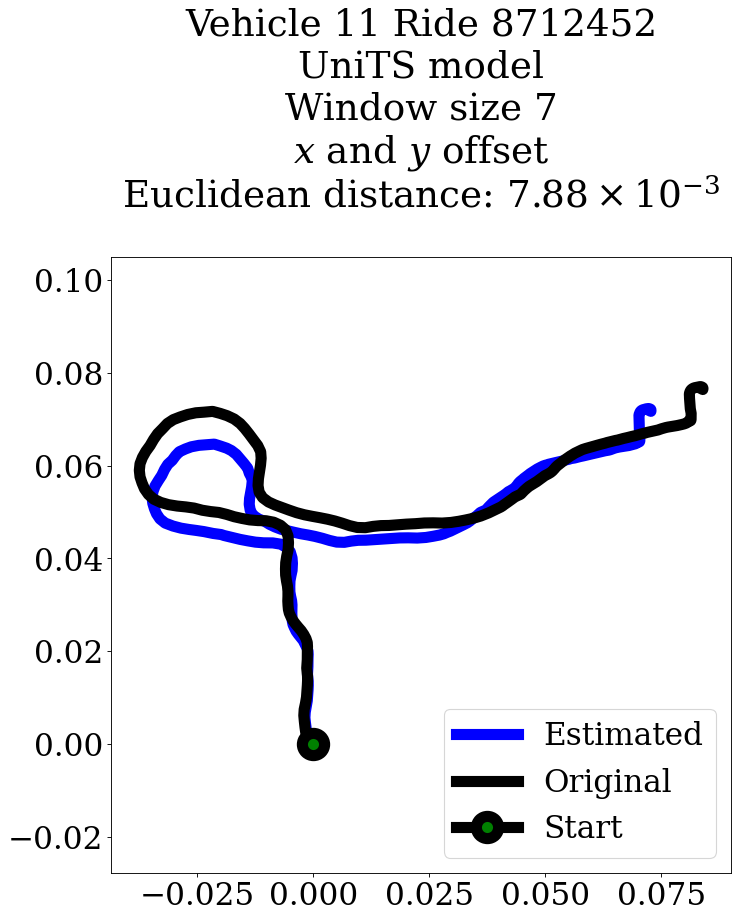 Vehicle 11 Ride 8712452
UniTS model
Window size 7
x and y offset
Euclidean distance: 7.88 × 10⁻³
0.10
0.08
0.06
0.04
0.02
0.00
−0.02
−0.025 0.000 0.025 0.050 0.075
Estimated
Original
Start